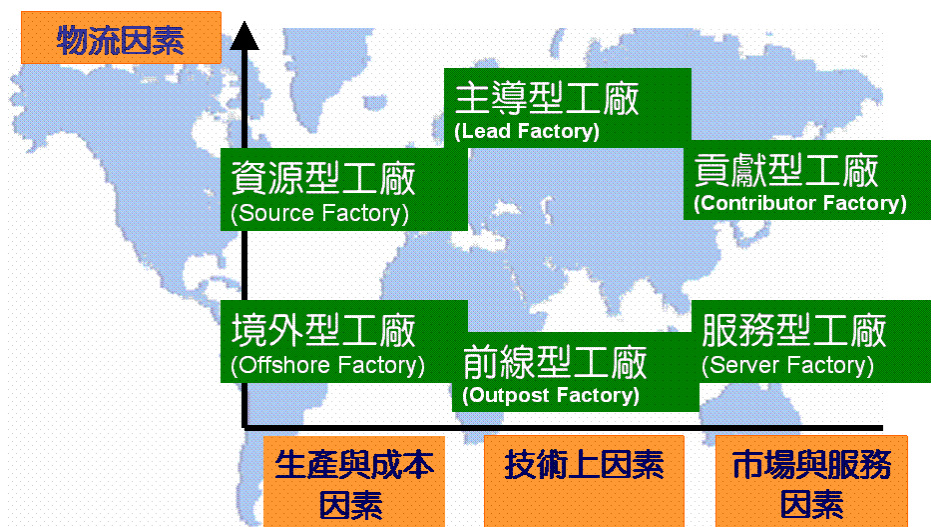 物流因素
主導型工廠
(Lead Factory)
資源型工廠
(Source Factory)
貢獻型工廠
(Contributor Factory)
境外型工廠
(Offshore Factory)
前線型工廠
(Outpost Factory)
服務型工廠
(Server Factory)
生產與成本
因素
技術上因素
市場與服務
因素